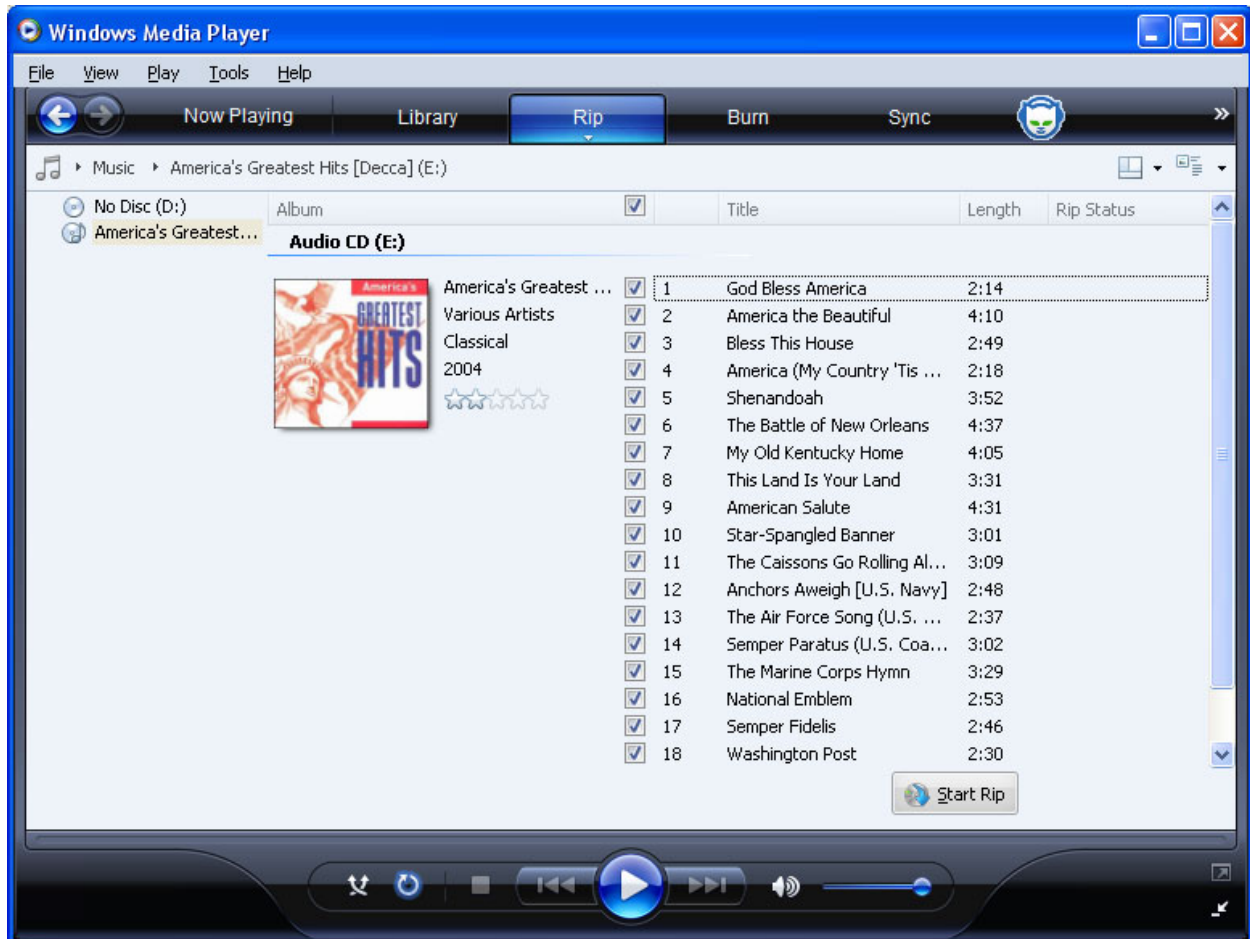 Windows Media Player
File View Play Tools Help
Now Playing Library Rip Burn Sync
Music America's Greatest Hits [Decca] (E:)
No Disc (D:)
America's Greatest...
Album Title Length Rip Status
Audio CD (E:)
America's
GREATEST
HITS
America's Greatest ...
Various Artists
Classical
2004
1 God Bless America 2:14
2 America the Beautiful 4:10
3 Bless This House 2:49
4 America (My Country 'Tis ... 2:18
5 Shenandoah 3:52
6 The Battle of New Orleans 4:37
7 My Old Kentucky Home 4:05
8 This Land Is Your Land 3:31
9 American Salute 4:31
10 Star-Spangled Banner 3:01
11 The Caissons Go Rolling Al... 3:09
12 Anchors Aweigh [U.S. Navy] 2:48
13 The Air Force Song (U.S. ... 2:37
14 Semper Paratus (U.S. Coa... 3:02
15 The Marine Corps Hymn 3:29
16 National Emblem 2:53
17 Semper Fidelis 2:46
18 Washington Post 2:30
Start Rip